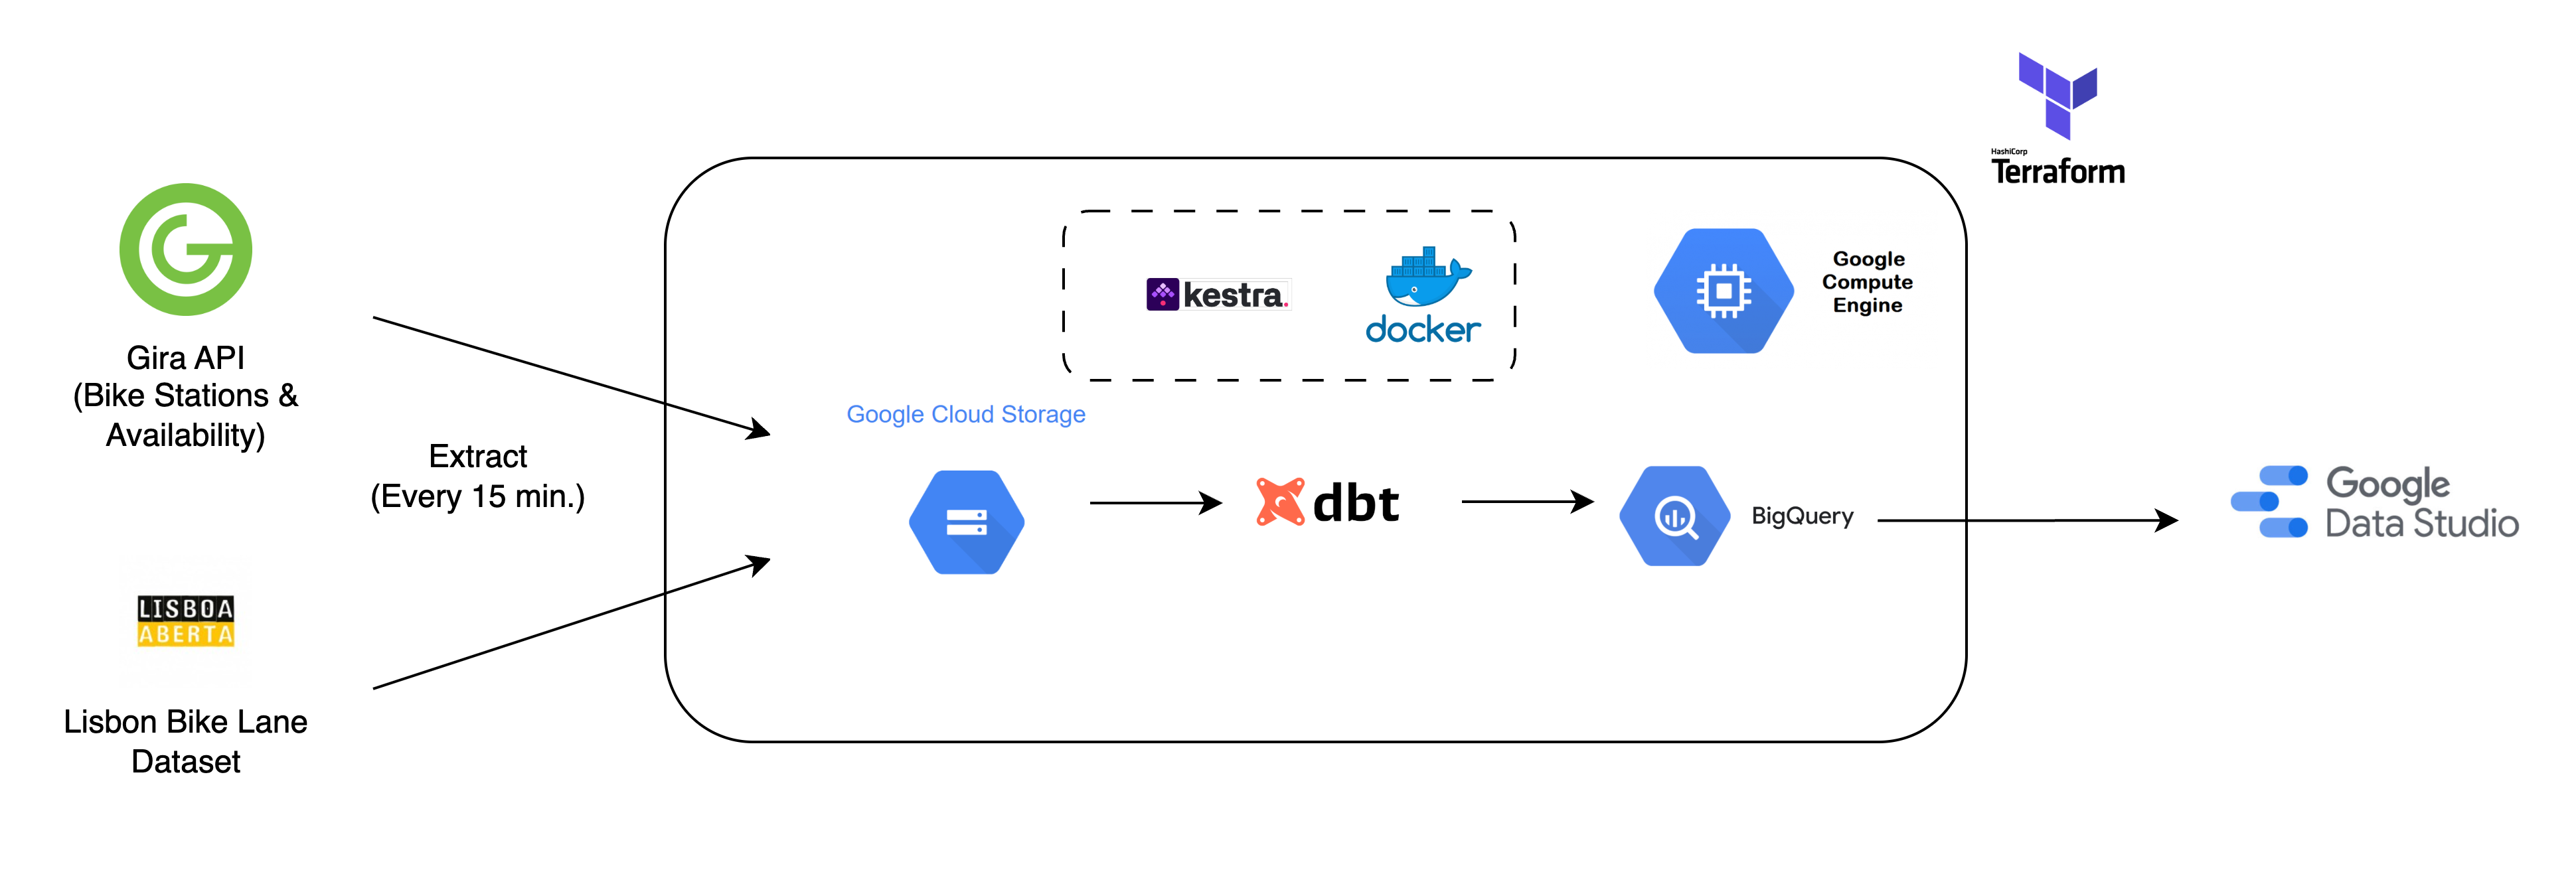 Gira API
(Bike Stations &
Availability)
Extract
(Every 15 min.)
LISBOA
ABERTA
Lisbon Bike Lane
Dataset
kestra.
docker
Google
Compute
Engine
Google Cloud Storage
dbt
BigQuery
HashiCorp
Terraform
Google
Data Studio